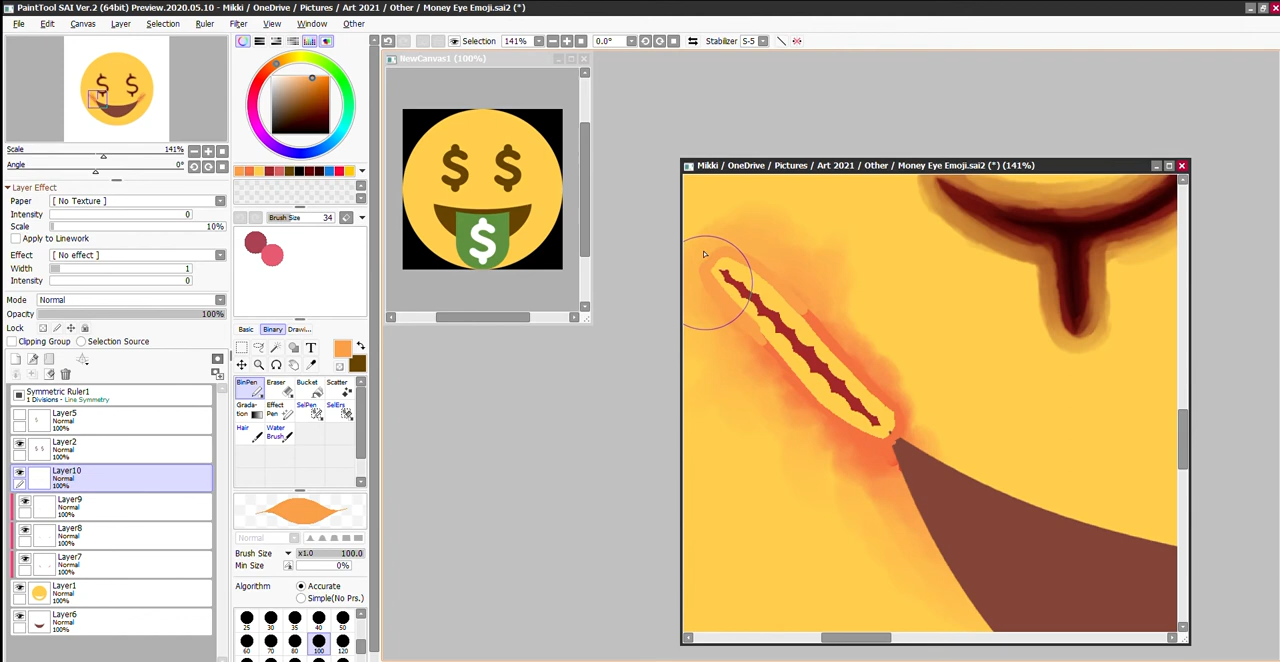 PaintTool SAI Ver.2 (64bit) Preview.2020.05.10 - Mikki / OneDrive / Pictures / Art 2021 / Other / Money Eye Emoji.sai2 (*)
File Edit Canvas Layer Selection Ruler Filter View Window Other
Selection 141% 0.0° Stabilizer S-5
NewCanvas1 (100%)
$ $
$
Scale 141%
Angle 0°
Layer Effect
Paper [ No Texture ]
Intensity 0
Scale 10%
Apply to Linework
Effect [ No effect ]
Width 1
Intensity 0
Mode Normal
Opacity 100%
Lock
Clipping Group Selection Source
Symmetric Ruler1
1 Divisions - Line Symmetry
Layer5
Normal
100%
Layer2
Normal
100%
Layer10
Normal
100%
Layer9
Normal
100%
Layer8
Normal
100%
Layer7
Normal
100%
Layer1
Normal
100%
Layer6
Normal
100%
Brush Size 34
Basic Binary Drawi...
T
BinPen Eraser Bucket Scatter
Grada-
tion Effect
Pen SelPen SelErs
Hair Water
Brush
Normal
Brush Size x1.0 100.0
Min Size 0%
Algorithm Accurate
Simple(No Prs.)
25 30 35 40 50
60 70 80 100 120
Mikki / OneDrive / Pictures / Art 2021 / Other / Money Eye Emoji.sai2 (*) (141%)